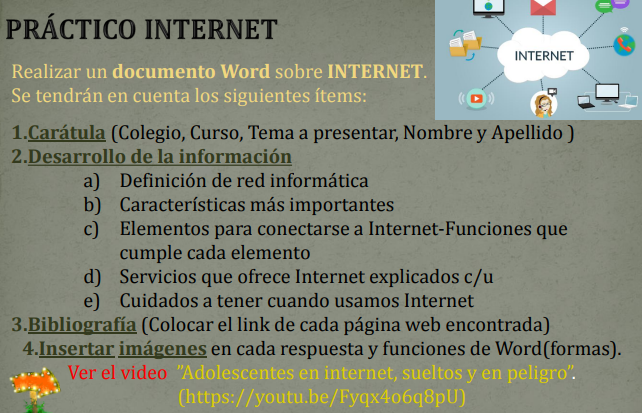 PRÁCTICO INTERNET
INTERNET
Realizar un documento Word sobre INTERNET.
Se tendrán en cuenta los siguientes ítems:
1.Carátula (Colegio, Curso, Tema a presentar, Nombre y Apellido )
2.Desarrollo de la información
a) Definición de red informática
b) Características más importantes
c) Elementos para conectarse a Internet-Funciones que
cumple cada elemento
d) Servicios que ofrece Internet explicados c/u
e) Cuidados a tener cuando usamos Internet
3.Bibliografía (Colocar el link de cada página web encontrada)
4.Insertar imágenes en cada respuesta y funciones de Word(formas).
Ver el video "Adolescentes en internet, sueltos y en peligro".
(https://youtu.be/Fyqx4o6q8pU)